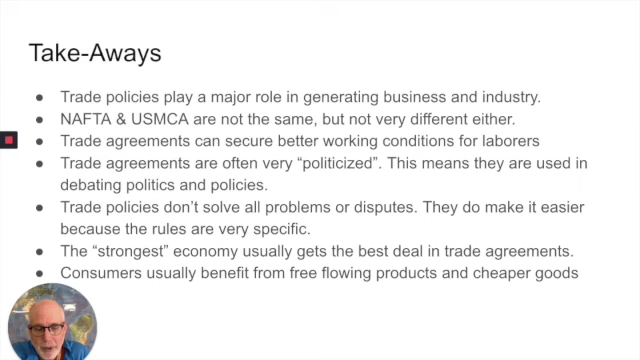 Take-Aways
● Trade policies play a major role in generating business and industry.
● NAFTA & USMCA are not the same, but not very different either.
● Trade agreements can secure better working conditions for laborers
● Trade agreements are often very “politicized”. This means they are used in
debating politics and policies.
● Trade policies don’t solve all problems or disputes. They do make it easier
because the rules are very specific.
● The “strongest” economy usually gets the best deal in trade agreements.
● Consumers usually benefit from free flowing products and cheaper goods